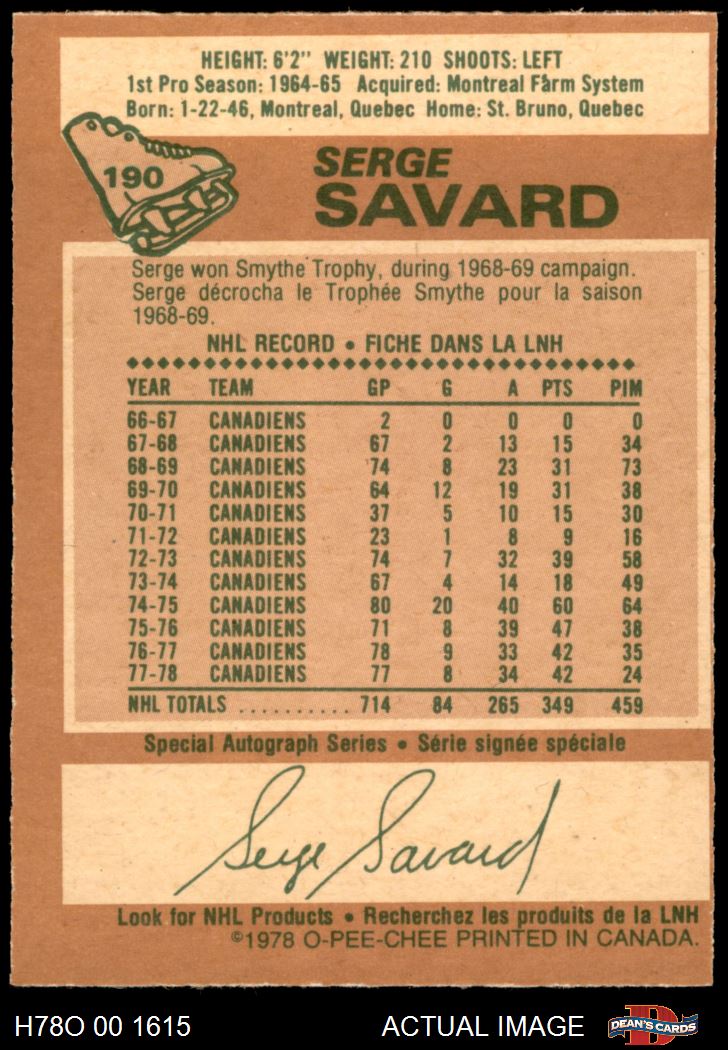 HEIGHT: 6'2" WEIGHT: 210 SHOOTS: LEFT
1st Pro Season: 1964-65 Acquired: Montreal Farm System
Born: 1-22-46, Montreal, Quebec Home: St. Bruno, Quebec
190
SERGE
SAVARD
Serge won Smythe Trophy, during 1968-69 campaign.
Serge décrocha le Trophée Smythe pour la saison
1968-69.
NHL RECORD • FICHE DANS LA LNH
YEAR TEAM GP G A PTS PIM
66-67 CANADIENS 2 0 0 0 0
67-68 CANADIENS 67 2 13 15 34
68-69 CANADIENS 74 8 23 31 73
69-70 CANADIENS 64 12 19 31 38
70-71 CANADIENS 37 5 10 15 30
71-72 CANADIENS 23 1 8 9 16
72-73 CANADIENS 74 7 32 39 58
73-74 CANADIENS 67 4 14 18 49
74-75 CANADIENS 80 20 40 60 64
75-76 CANADIENS 71 8 39 47 38
76-77 CANADIENS 78 9 33 42 35
77-78 CANADIENS 77 8 34 42 24
NHL TOTALS .......... 714 84 265 349 459
Special Autograph Series • Série signée spéciale
Serge Savard
Look for NHL Products • Recherchez les produits de la LNH
©1978 O-PEE-CHEE PRINTED IN CANADA.
H78O 00 1615 ACTUAL IMAGE DEAN'S CARDS